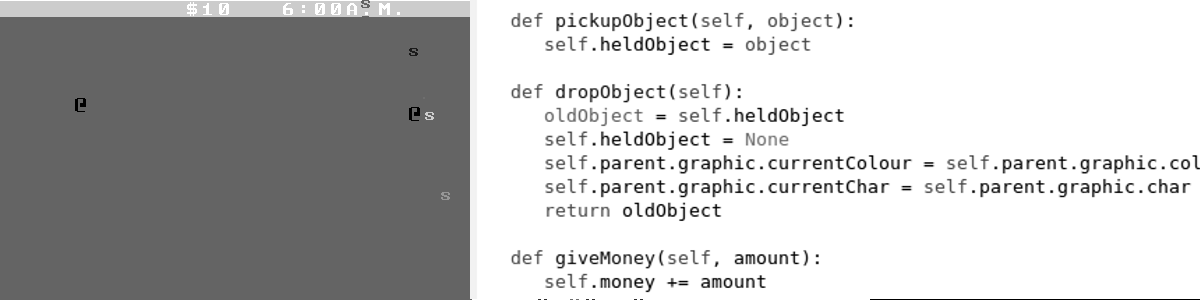 $10 6:00A.M.
s
s
@
@s
s
def pickupObject(self, object):
self.heldObject = object
def dropObject(self):
oldObject = self.heldObject
self.heldObject = None
self.parent.graphic.currentColour = self.parent.graphic.col
self.parent.graphic.currentChar = self.parent.graphic.char
return oldObject
def giveMoney(self, amount):
self.money += amount